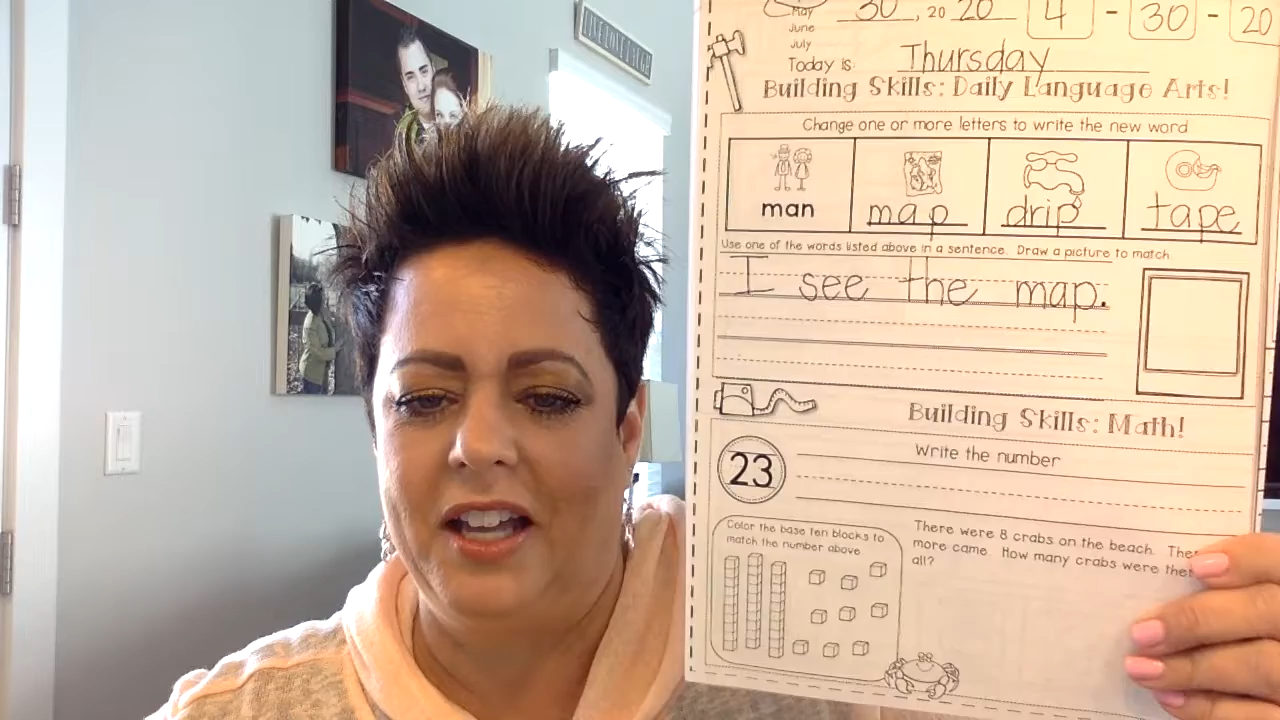 LIVE LOVE LAUGH
May 30, 20 20 4 - 30 - 20
June
July
Today is: Thursday
Building Skills: Daily Language Arts!
Change one or more letters to write the new word
man map drip tape
Use one of the words listed above in a sentence. Draw a picture to match.
I see the map.
Building Skills: Math!
Write the number
23
Color the base ten blocks to
match the number above
There were 8 crabs on the beach.
more came. How many crabs were
all?